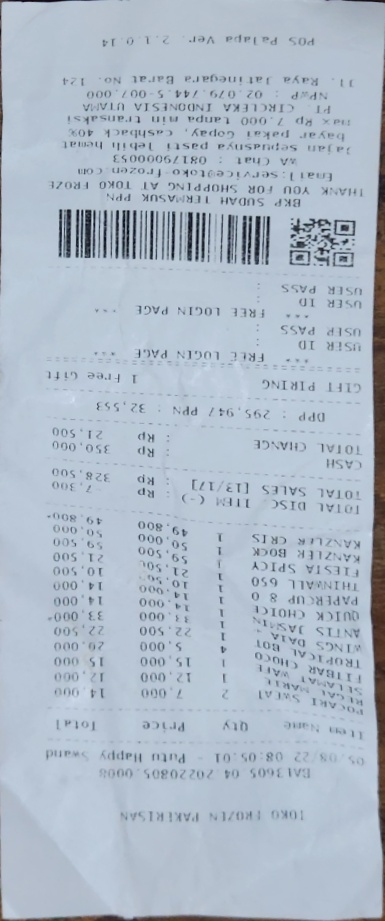 TOKO FROZEN PAKERISAN
BA13605 04.20220805.0008
05/08/22 08:05:01 - Putu Happy Swand
Item Name Qty Price Total
POCARI SWEAT 2 7,000 14,000
REGAL MARIE 1 12,000 12,000
SELAMAT WAFE 1 15,000 15,000
FITBAR CHOCO 4 5,000 20,000
TROPICAL BOT 1 22,500 22,500
WINGS DAIA - 1 33,000 33,000*
ANTIS JASMIN 1 14,000 14,000
QUICK CHOICE 1 14,000 14,000
PAPERCUP 8 O 1 10,500 10,500
THINWALL 650 1 21,500 21,500
FIESTA SPICY 1 59,500 59,500
KANZLER BOCK 1 50,000 50,000
KANZLER CRIS 1 49,800 49,800*
TOTAL DISC ITEM (-) : Rp -7,300
TOTAL SALES [13/17] : Rp 328,500
CASH : Rp 350,000
TOTAL CHANGE : Rp 21,500
DPP : 295,947 PPN : 32,553
GIFT PIRING 1 Free Gift
*** FREE LOGIN PAGE ***
USER ID :
USER PASS :
*** FREE LOGIN PAGE ***
USER ID :
USER PASS :
BKP SUDAH TERMASUK PPN
THANK YOU FOR SHOPPING AT TOKO FROZE
Email:service@toko-frozen.com
WA Chat : 08179000053
Jajan sepuasnya pasti lebih hemat
bayar pakai Gopay, cashback 40%
max Rp 7.000 tanpa min transaksi
PT. CIRCLEKA INDONESIA UTAMA
NPWP : 02.079.744.5-007.000
Jl. Raya Jatinegara Barat No. 124
POS Palapa Ver. 2.1.0.14